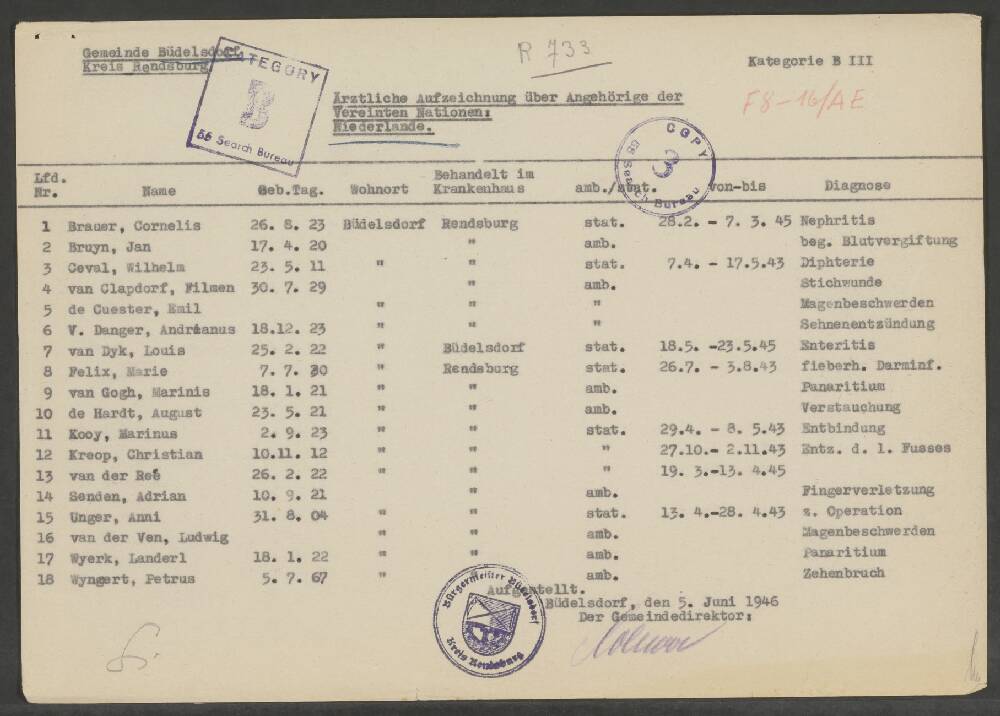 Gemeinde Büdelsdorf
Kreis Rendsburg
CATEGORY
B
Search Bureau
R 733
Kategorie B III
F8-16/AE
Ärztliche Aufzeichnung über Angehörige der
Vereinten Nationen:
Niederlande.
COPY
3
Search Bureau
Lfd. Nr. Name Geb.Tag. Wohnort Behandelt im Krankenhaus amb./stat. von-bis Diagnose
1 Brauer, Cornelis 26. 8. 23 Büdelsdorf Rendsburg stat. 28.2. - 7. 3. 45 Nephritis
2 Bruyn, Jan 17. 4. 20 " amb. beg. Blutvergiftung
3 Ceval, Wilhelm 23. 5. 11 " " stat. 7.4. - 17.5.43 Diphterie
4 van Clapdorf, Filmen 30. 7. 29 " amb. Stichwunde
5 de Cuester, Emil " " " Magenbeschwerden
6 V. Danger, Andréanus 18.12. 23 " " " Sehnenentzündung
7 van Dyk, Louis 25. 2. 22 " Büdelsdorf stat. 18.5. -23.5.45 Enteritis
8 Felix, Marie 7. 7. 30 " Rendsburg stat. 26.7. - 3.8.43 fieberh. Darminf.
9 van Gogh, Marinis 18. 1. 21 " " amb. Panaritium
10 de Hardt, August 23. 5. 21 " " amb. Verstauchung
11 Kooy, Marinus 2. 9. 23 " " stat. 29.4. - 8. 5.43 Entbindung
12 Kreop, Christian 10.11. 12 " " " 27.10.- 2.11.43 Entz. d. l. Fusses
13 van der Reé 26. 2. 22 " " " 19. 3.-13. 4.45
14 Senden, Adrian 10. 9. 21 " amb. Fingerverletzung
15 Unger, Anni 31. 8. 04 " " stat. 13. 4.-28. 4.43 z. Operation
16 van der Ven, Ludwig " " amb. Magenbeschwerden
17 Wyerk, Landerl 18. 1. 22 " " amb. Panaritium
18 Wyngert, Petrus 5. 7. 67 " " amb. Zehenbruch
Aufgestellt.
Büdelsdorf, den 5. Juni 1946
Der Gemeindedirektor:
Bürgermeister Büdelsdorf
Kreis Rendsburg